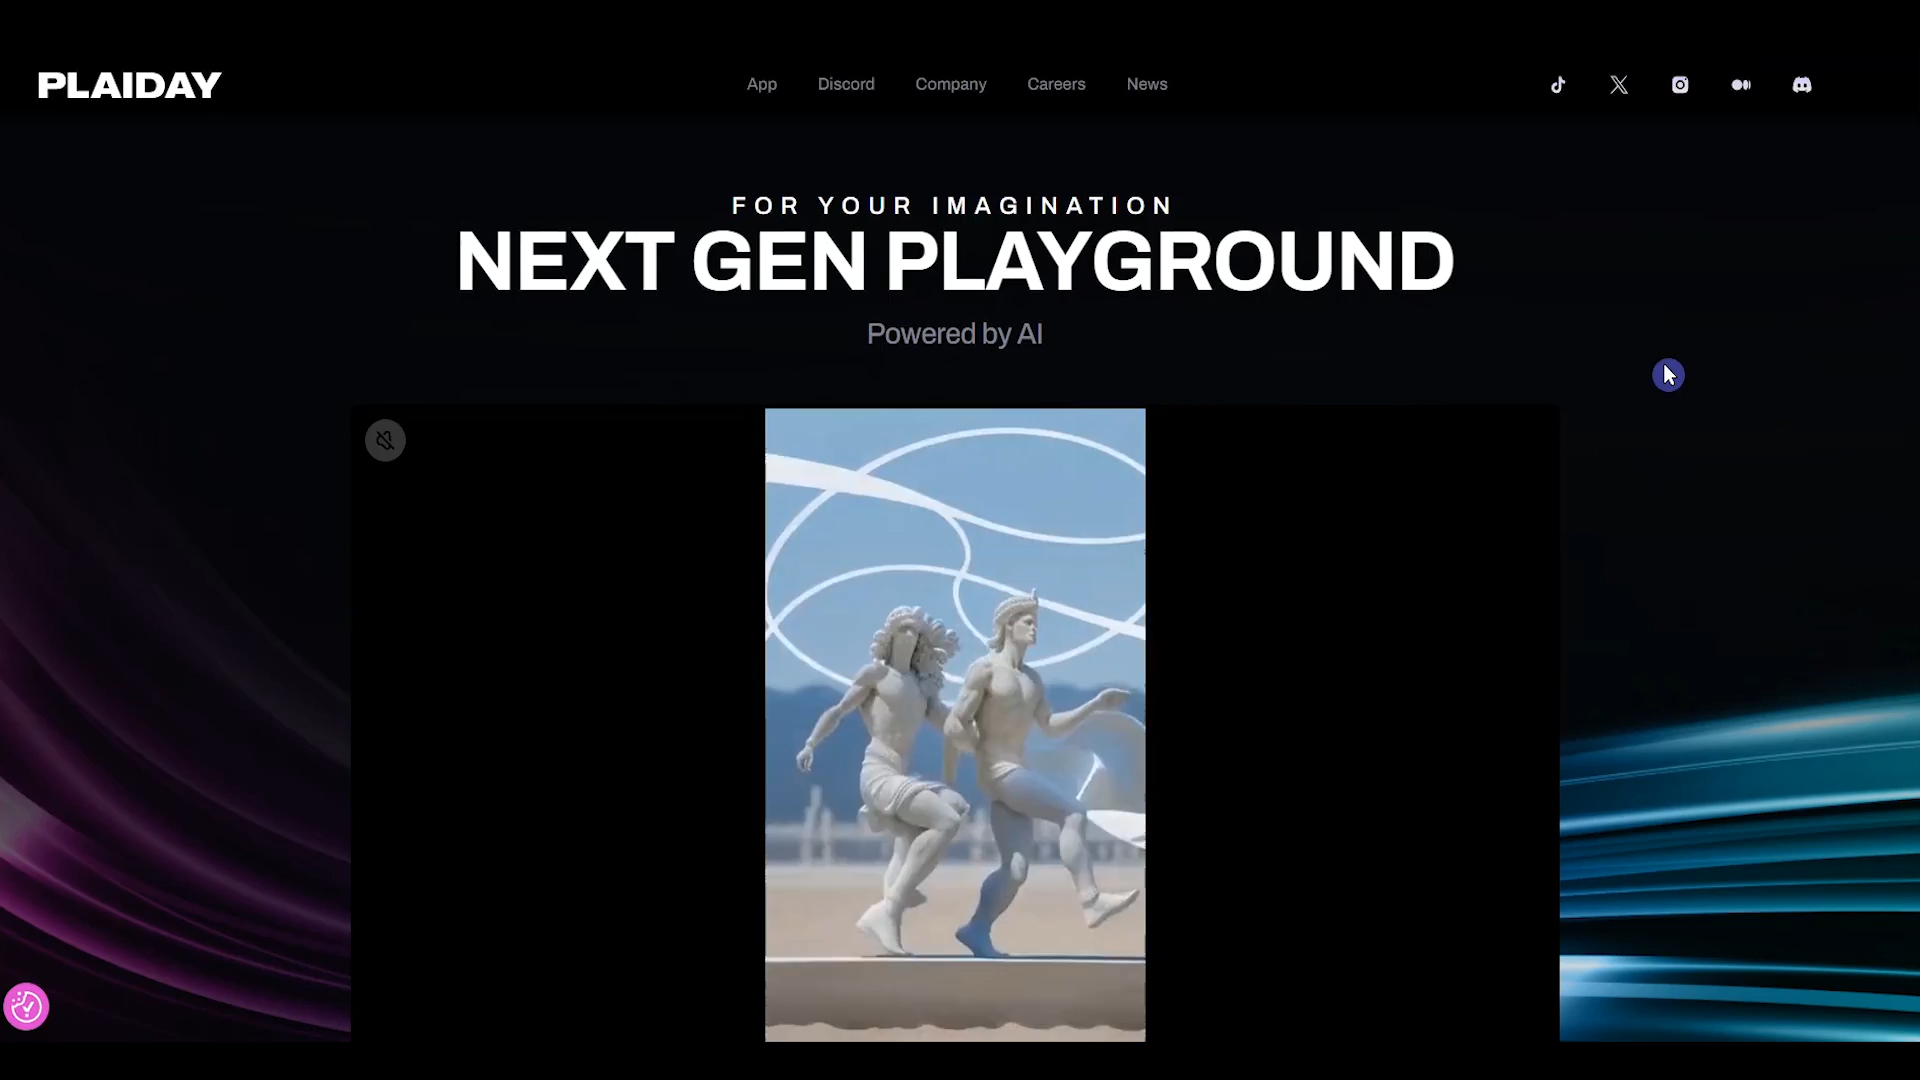 PLAIDAY
App
Discord
Company
Careers
News
FOR YOUR IMAGINATION
NEXT GEN PLAYGROUND
Powered by AI